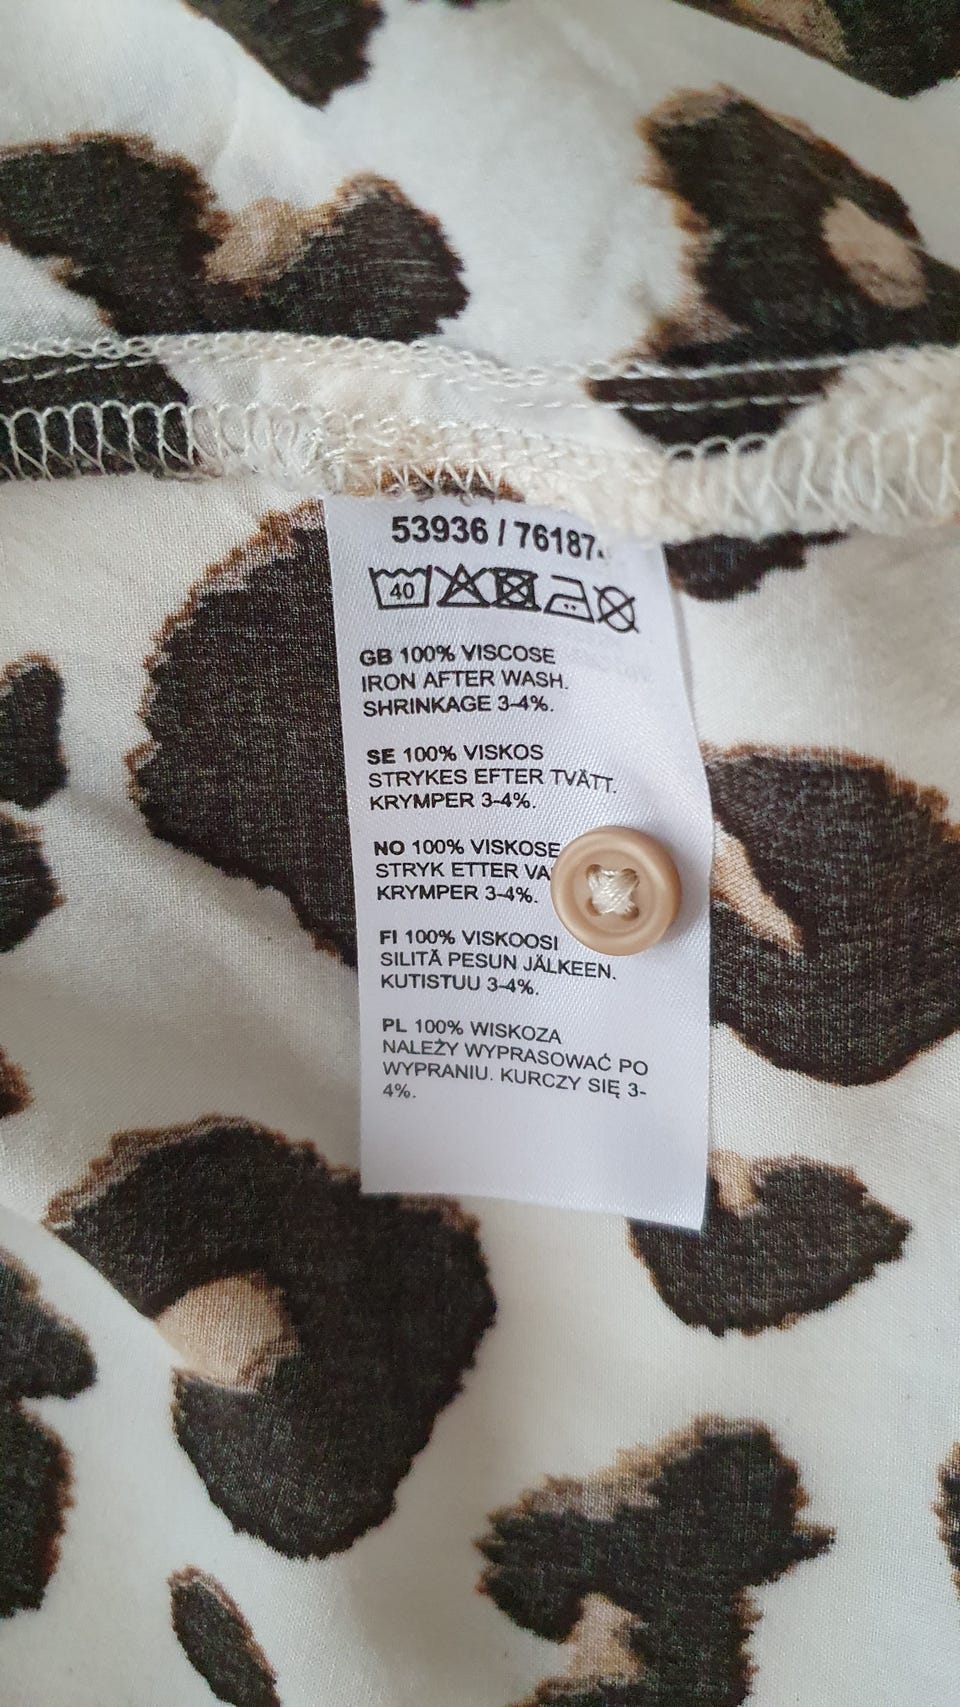 53936 / 76187
40
GB 100% VISCOSE
IRON AFTER WASH.
SHRINKAGE 3-4%.
SE 100% VISKOS
STRYKES EFTER TVÄTT.
KRYMPER 3-4%.
NO 100% VISKOSE
STRYK ETTER
KRYMPER 3-4%.
FI 100% VISKOOSI
SILITÄ PESUN JÄLKEEN.
KUTISTUU 3-4%.
PL 100% WISKOZA
NALEŻY WYPRASOWAĆ PO
WYPRANIU. KURCZY SIĘ 3-
4%.